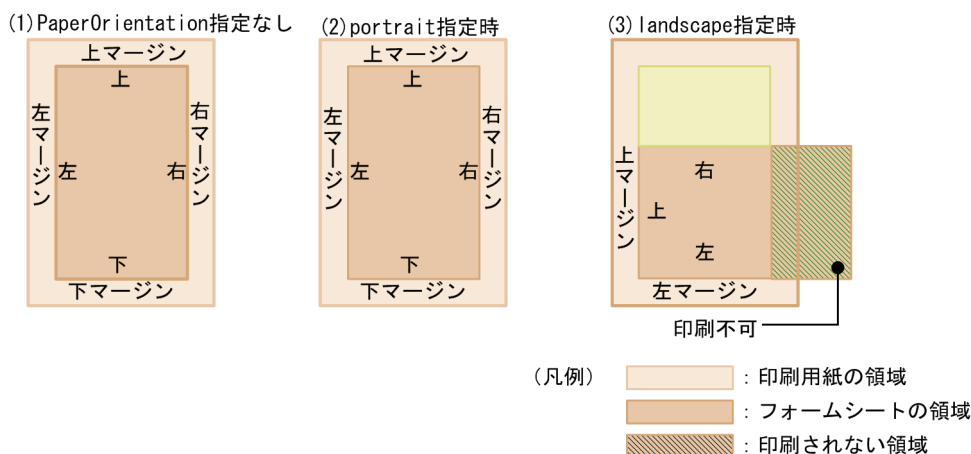 (1)PaperOrientation指定なし
上マージン
上
左マージン
左
右
右マージン
下
下マージン
(2)portrait指定時
上マージン
上
左マージン
左
右
右マージン
下
下マージン
(3)landscape指定時
上マージン
右
上
左
左マージン
印刷不可
(凡例)
：印刷用紙の領域
：フォームシートの領域
：印刷されない領域